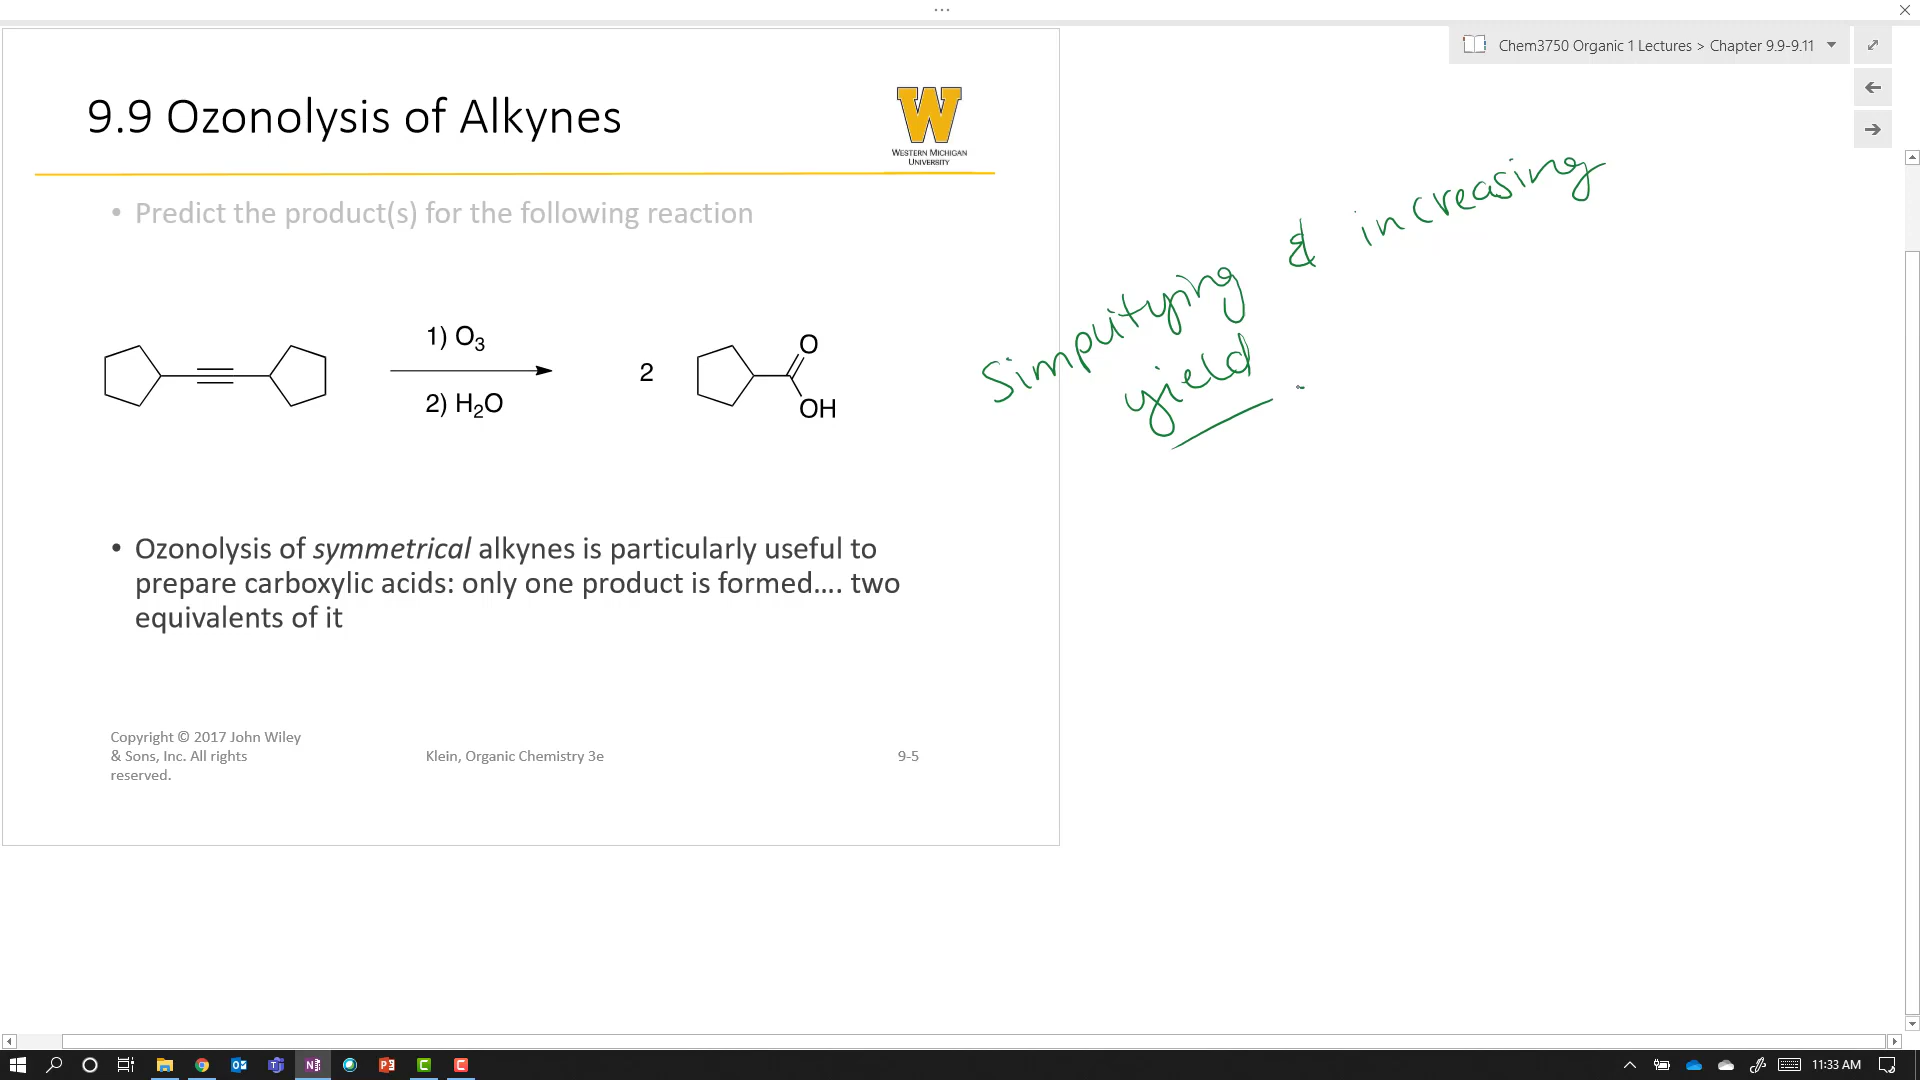 Chem3750 Organic 1 Lectures > Chapter 9.9-9.11
9.9 Ozonolysis of Alkynes
W
WESTERN MICHIGAN
UNIVERSITY
• Predict the product(s) for the following reaction
1) O₃
2) H₂O
2
O
OH
Simplifying & increasing
yield
• Ozonolysis of symmetrical alkynes is particularly useful to
prepare carboxylic acids: only one product is formed…. two
equivalents of it
Copyright © 2017 John Wiley
& Sons, Inc. All rights
reserved.
Klein, Organic Chemistry 3e
9-5
11:33 AM